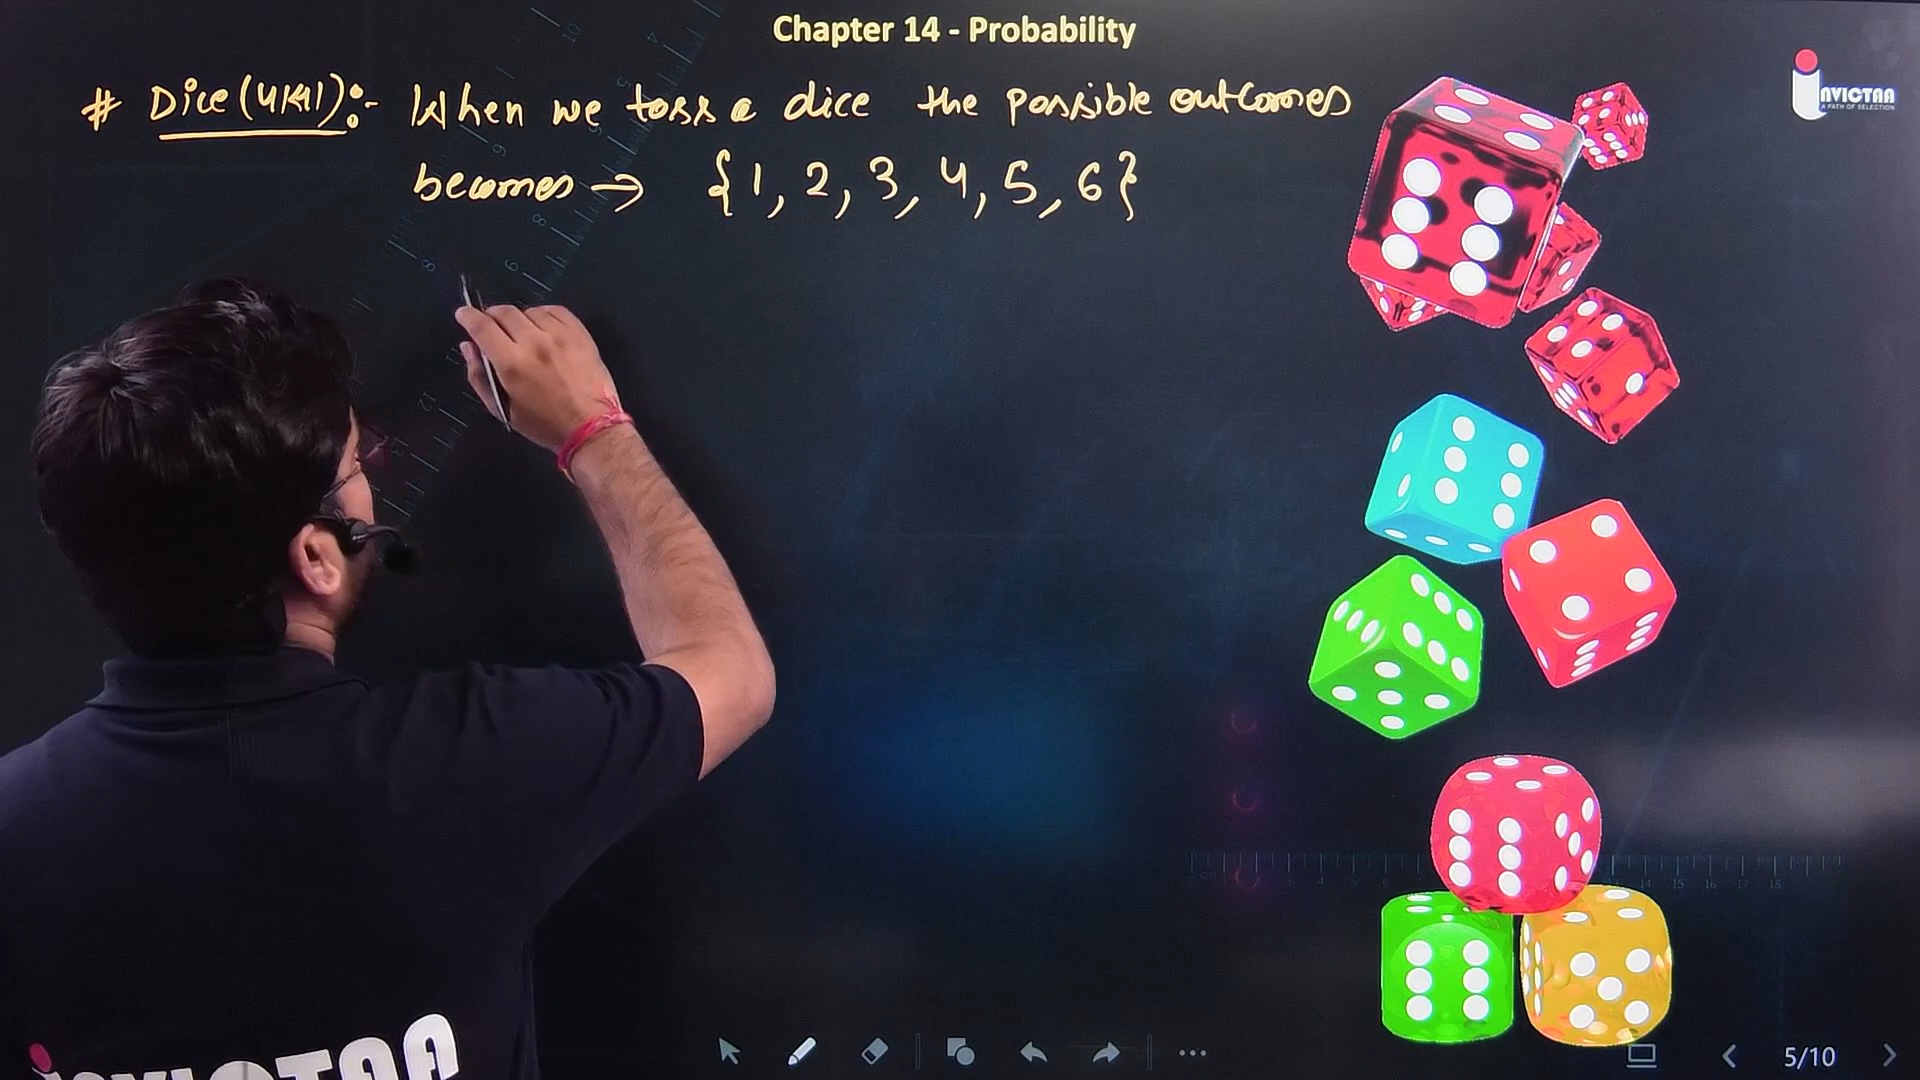 Chapter 14 - Probability
# Dice (पासा) :- When we toss a dice the possible outcomes
becomes → {1, 2, 3, 4, 5, 6}
INVICTAA
A PATH OF SELECTION
5/10